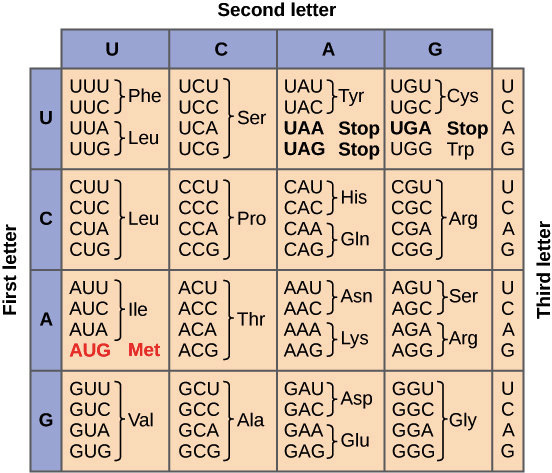 Second letter
U C A G
First letter
Third letter
U
UUU
UUC
Phe
UUA
UUG
Leu
UCU
UCC
UCA
UCG
Ser
UAU
UAC
Tyr
UAA Stop
UAG Stop
UGU
UGC
Cys
UGA Stop
UGG Trp
U
C
A
G
C
CUU
CUC
CUA
CUG
Leu
CCU
CCC
CCA
CCG
Pro
CAU
CAC
His
CAA
CAG
Gln
CGU
CGC
CGA
CGG
Arg
U
C
A
G
A
AUU
AUC
AUA
Ile
AUG Met
ACU
ACC
ACA
ACG
Thr
AAU
AAC
Asn
AAA
AAG
Lys
AGU
AGC
Ser
AGA
AGG
Arg
U
C
A
G
G
GUU
GUC
GUA
GUG
Val
GCU
GCC
GCA
GCG
Ala
GAU
GAC
Asp
GAA
GAG
Glu
GGU
GGC
GGA
GGG
Gly
U
C
A
G